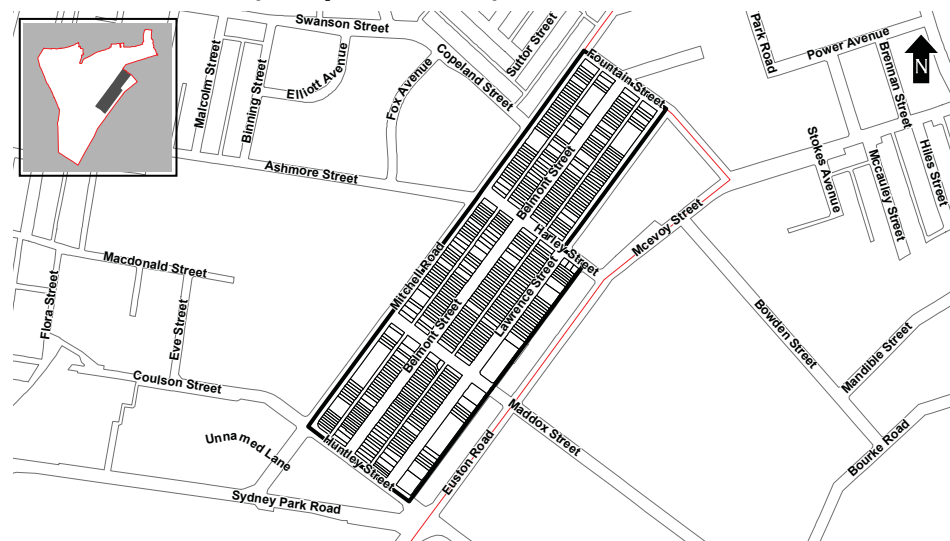 Swanson Street
Suttor Street
Park Road
Power Avenue
N
Malcolm Street
Binning Street
Elliott Avenue
Fox Avenue
Copeland Street
Fountain Street
Brennan Street
Ashmore Street
Belmont Street
Stokes Avenue
Mccauley Street
Hiles Street
Harley Street
Mcevoy Street
Macdonald Street
Mitchell Road
Lawrence Street
Flora Street
Eve Street
Belmont Street
Bowden Street
Mandible Street
Coulson Street
Maddox Street
Unnamed Lane
Huntley Street
Euston Road
Bourke Road
Sydney Park Road